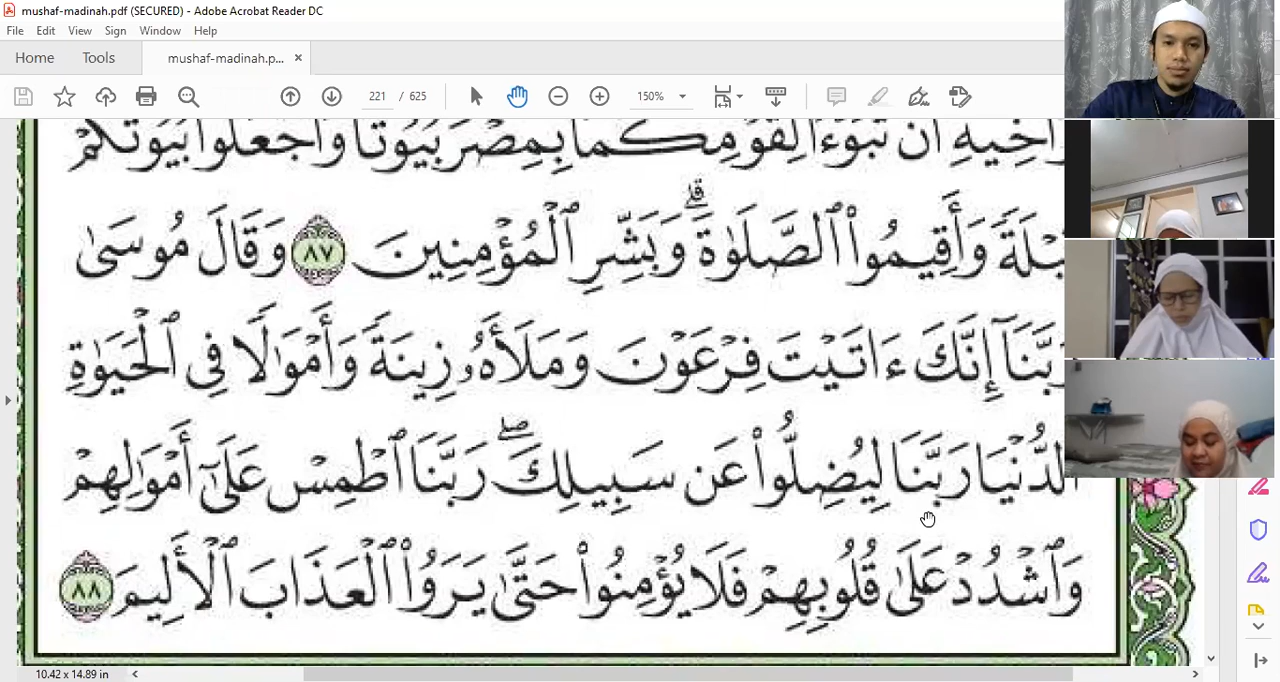 mushaf-madinah.pdf (SECURED) - Adobe Acrobat Reader DC
File Edit View Sign Window Help
Home Tools mushaf-madinah.p... ×
221 / 625 150%
وَأَخِيهِ أَن تَبَوَّءَا لِقَوْمِكُمَا بِمِصْرَ بُيُوتًا وَٱجْعَلُوا۟ بُيُوتَكُمْ
قِبْلَةً وَأَقِيمُوا۟ ٱلصَّلَوٰةَ ۗ وَبَشِّرِ ٱلْمُؤْمِنِينَ ٨٧ وَقَالَ مُوسَىٰ
رَبَّنَآ إِنَّكَ ءَاتَيْتَ فِرْعَوْنَ وَمَلَأَهُۥ زِينَةً وَأَمْوَٰلًا فِى ٱلْحَيَوٰةِ
ٱلدُّنْيَا رَبَّنَا لِيُضِلُّوا۟ عَن سَبِيلِكَ ۖ رَبَّنَا ٱطْمِسْ عَلَىٰٓ أَمْوَٰلِهِمْ
وَٱشْدُدْ عَلَىٰ قُلُوبِهِمْ فَلَا يُؤْمِنُوا۟ حَتَّىٰ يَرَوُا۟ ٱلْعَذَابَ ٱلْأَلِيمَ ٨٨
10.42 x 14.89 in